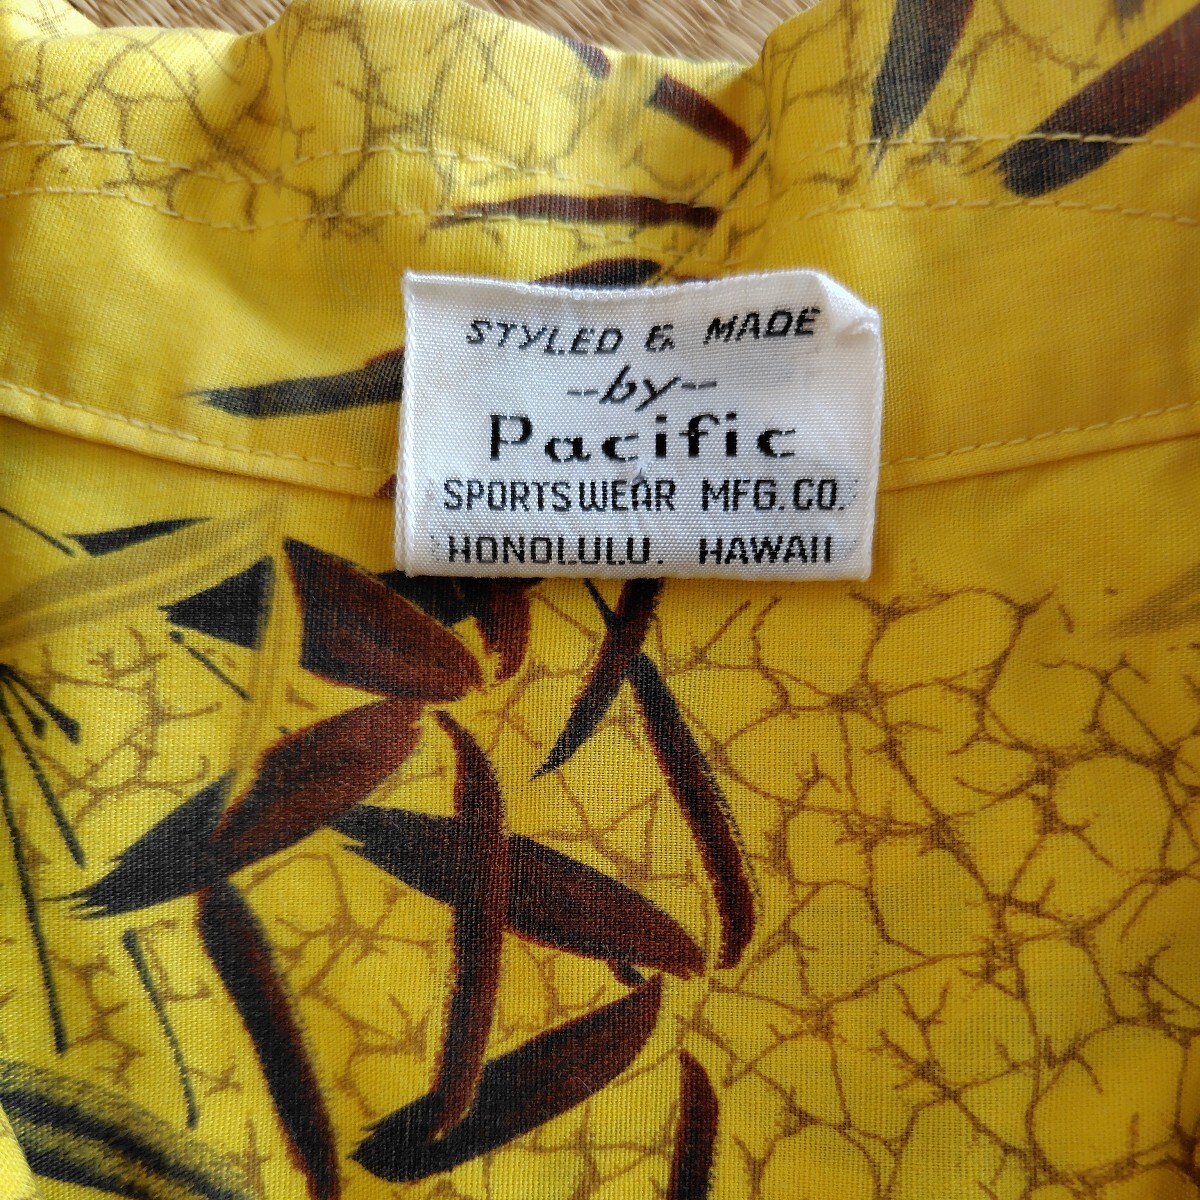 STYLED & MADE
--by--
Pacific
SPORTSWEAR MFG. CO.
HONOLULU. HAWAII